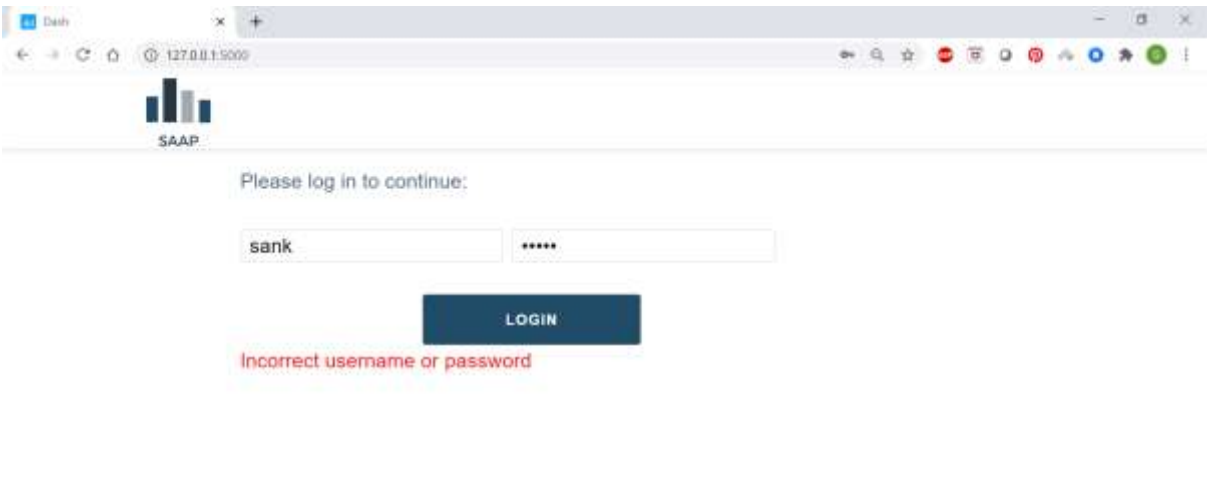 Dash
127.0.0.1:5000
SAAP
Please log in to continue:
sank
•••••
LOGIN
Incorrect username or password